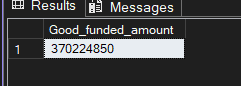 Results Messages
Good_funded_amount
1 370224850